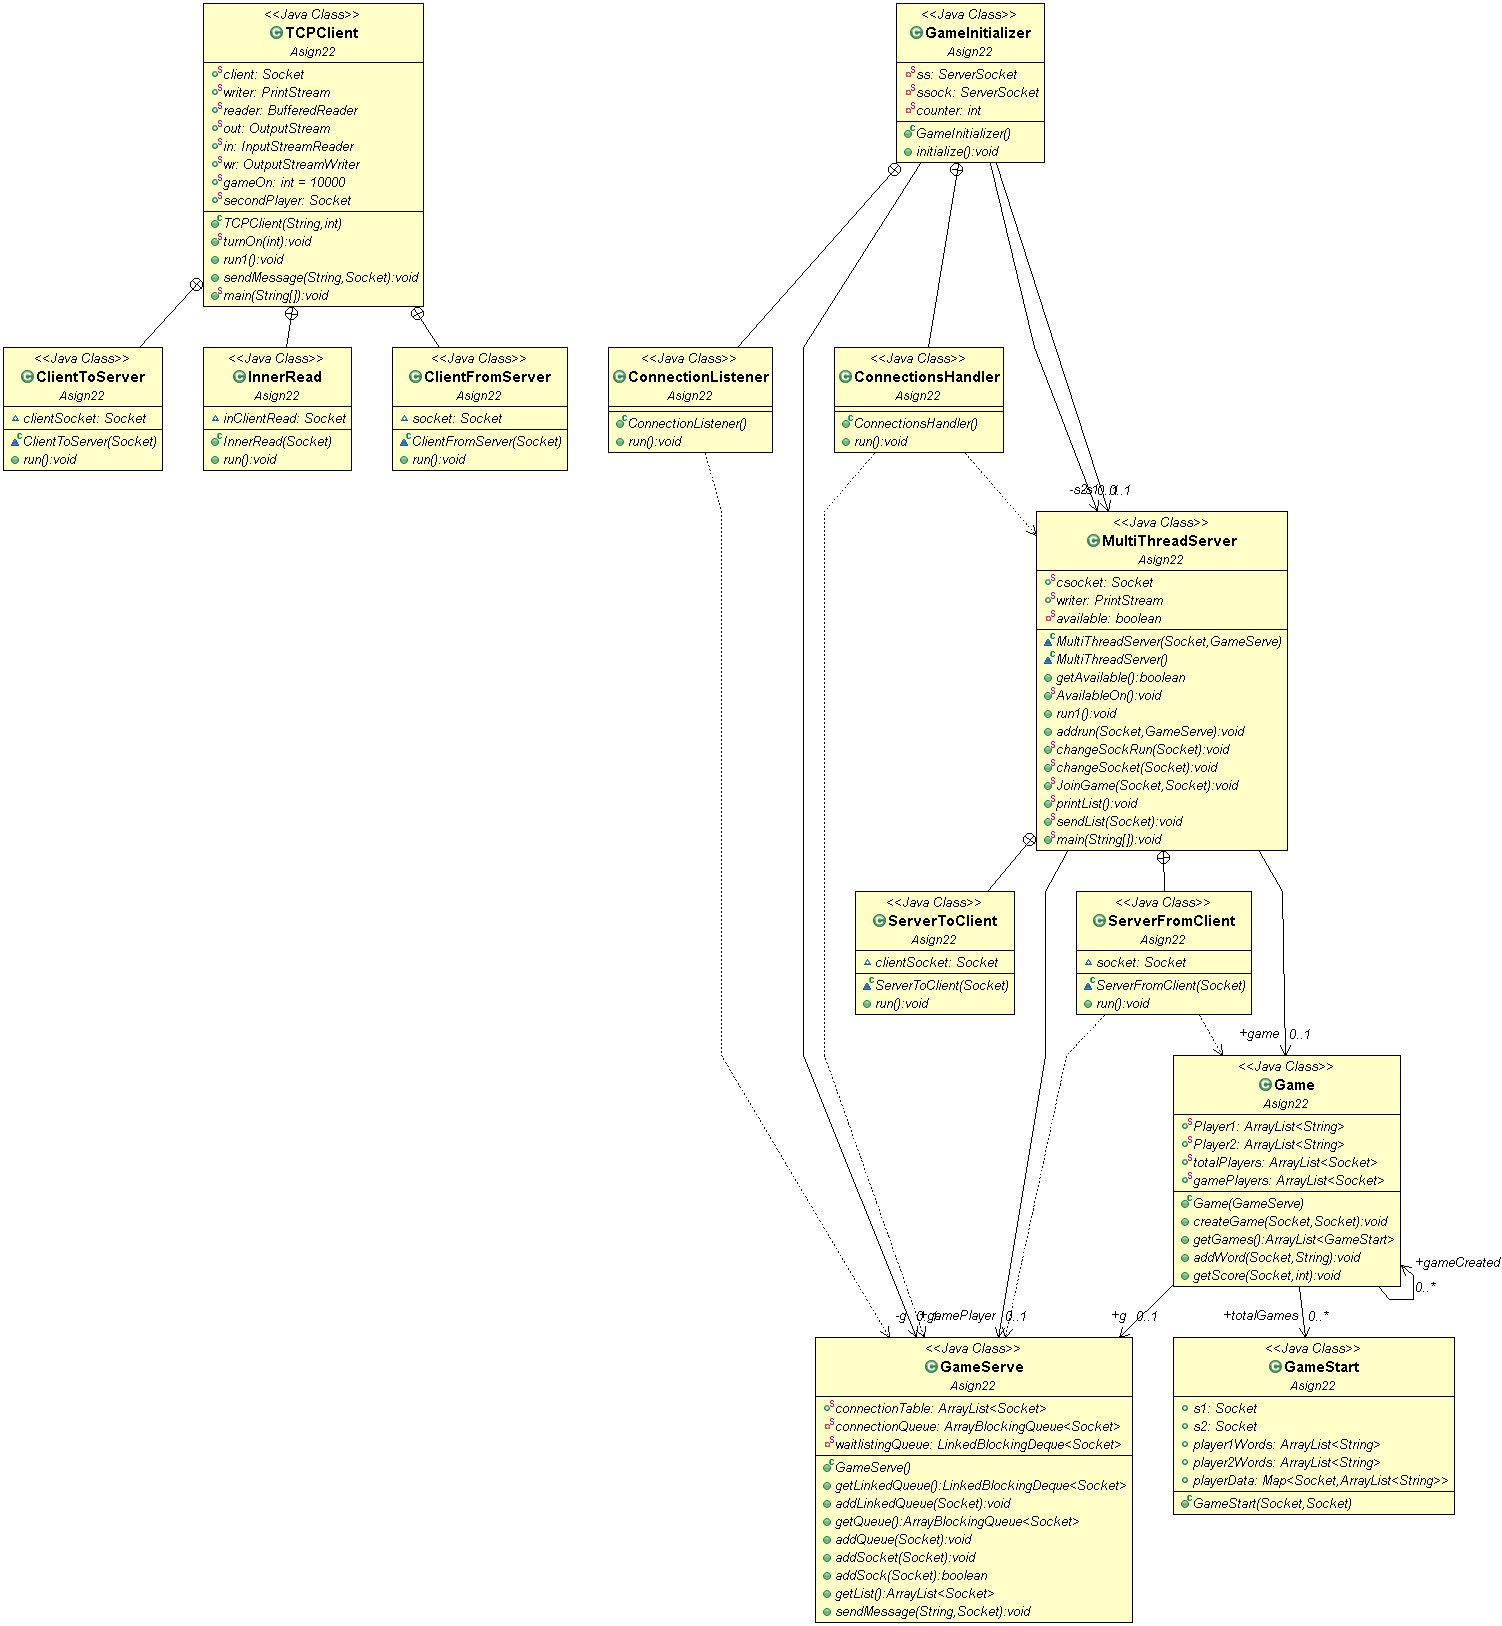 <<Java Class>>
TCPClient
Asign22
client: Socket
writer: PrintStream
reader: BufferedReader
out: OutputStream
in: InputStreamReader
wr: OutputStreamWriter
gameOn: int = 10000
secondPlayer: Socket
TCPClient(String,int)
turnOn(int):void
run1():void
sendMessage(String,Socket):void
main(String[]):void
<<Java Class>>
GameInitializer
Asign22
ss: ServerSocket
ssock: ServerSocket
counter: int
GameInitializer()
initialize():void
<<Java Class>>
ClientToServer
Asign22
clientSocket: Socket
ClientToServer(Socket)
run():void
<<Java Class>>
InnerRead
Asign22
inClientRead: Socket
InnerRead(Socket)
run():void
<<Java Class>>
ClientFromServer
Asign22
socket: Socket
ClientFromServer(Socket)
run():void
<<Java Class>>
ConnectionListener
Asign22
ConnectionListener()
run():void
<<Java Class>>
ConnectionsHandler
Asign22
ConnectionsHandler()
run():void
0..1
<<Java Class>>
MultiThreadServer
Asign22
csocket: Socket
writer: PrintStream
available: boolean
MultiThreadServer(Socket,GameServe)
MultiThreadServer()
getAvailable():boolean
AvailableOn():void
run1():void
addrun(Socket,GameServe):void
changeSockRun(Socket):void
changeSocket(Socket):void
JoinGame(Socket,Socket):void
printList():void
sendList(Socket):void
main(String[]):void
<<Java Class>>
ServerToClient
Asign22
clientSocket: Socket
ServerToClient(Socket)
run():void
<<Java Class>>
ServerFromClient
Asign22
socket: Socket
ServerFromClient(Socket)
run():void
+game 0..1
<<Java Class>>
Game
Asign22
Player1: ArrayList<String>
Player2: ArrayList<String>
totalPlayers: ArrayList<Socket>
gamePlayers: ArrayList<Socket>
Game(GameServe)
createGame(Socket,Socket):void
getGames():ArrayList<GameStart>
addWord(Socket,String):void
getScore(Socket,int):void
+gameCreated
0..*
-g 0..1
+gamePlayer 0..1
+g 0..1
+totalGames 0..*
<<Java Class>>
GameServe
Asign22
connectionTable: ArrayList<Socket>
connectionQueue: ArrayBlockingQueue<Socket>
waitlistingQueue: LinkedBlockingDeque<Socket>
GameServe()
getLinkedQueue():LinkedBlockingDeque<Socket>
addLinkedQueue(Socket):void
getQueue():ArrayBlockingQueue<Socket>
addQueue(Socket):void
addSocket(Socket):void
addSock(Socket):boolean
getList():ArrayList<Socket>
sendMessage(String,Socket):void
<<Java Class>>
GameStart
Asign22
s1: Socket
s2: Socket
player1Words: ArrayList<String>
player2Words: ArrayList<String>
playerData: Map<Socket,ArrayList<String>>
GameStart(Socket,Socket)